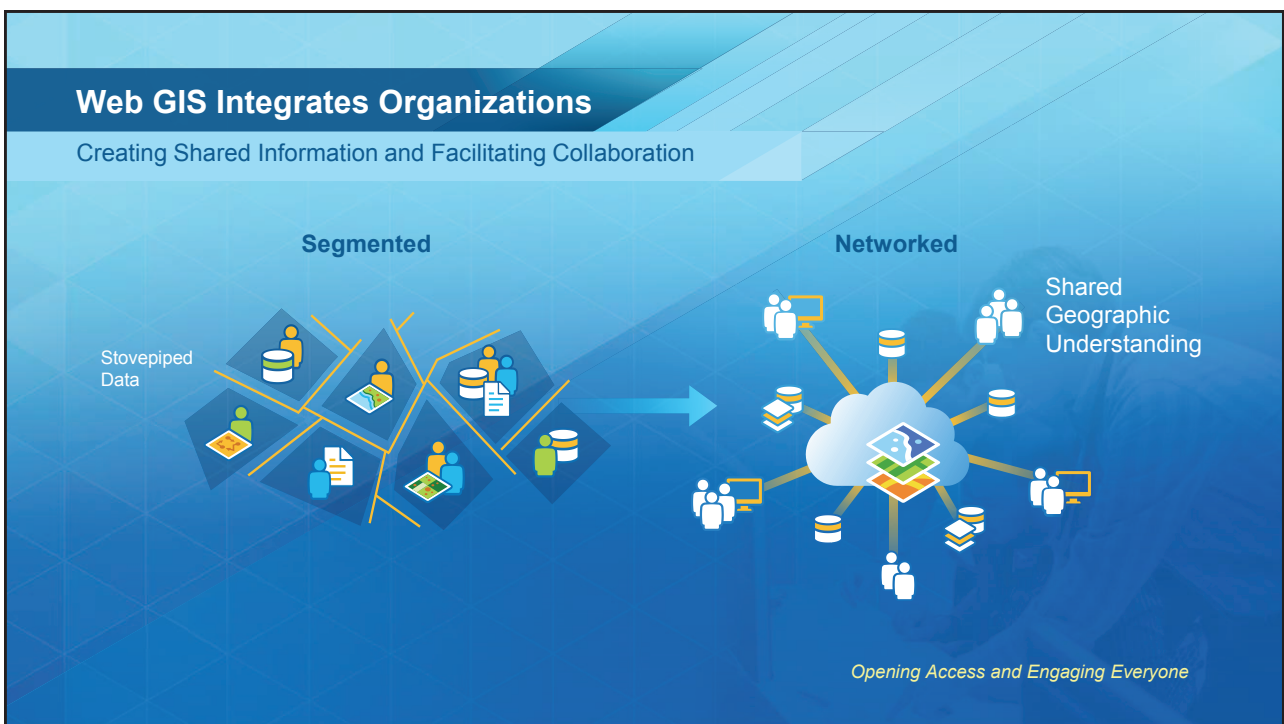 Web GIS Integrates Organizations
Creating Shared Information and Facilitating Collaboration
Segmented
Stovepiped
Data
Networked
Shared
Geographic
Understanding
Opening Access and Engaging Everyone